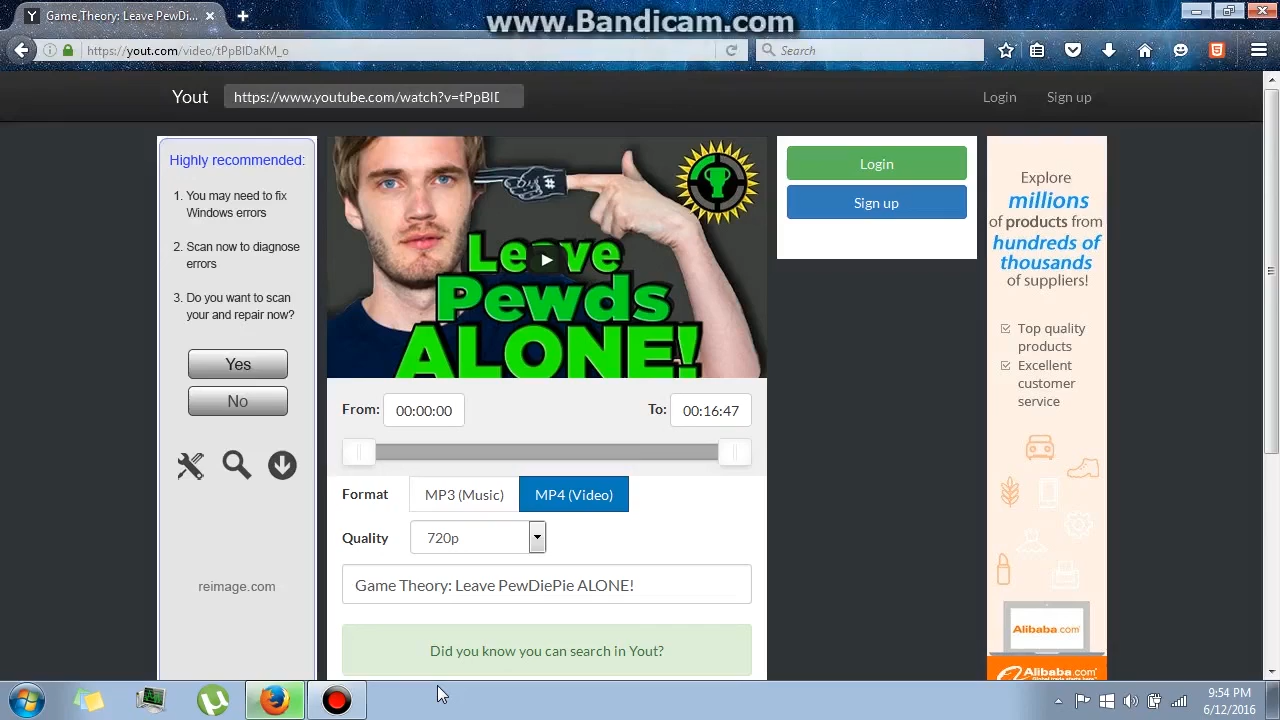 www.Bandicam.com
Y Game Theory: Leave PewDi... × +
https://yout.com/video/tPpBIDaKM_o
Search
Yout
https://www.youtube.com/watch?v=tPpBI
Login
Sign up
Highly recommended:
1. You may need to fix
Windows errors
2. Scan now to diagnose
errors
3. Do you want to scan
your and repair now?
Yes
No
reimage.com
#
Leave
Pewds
ALONE!
From: 00:00:00
To: 00:16:47
Format MP3 (Music) MP4 (Video)
Quality 720p
Game Theory: Leave PewDiePie ALONE!
Did you know you can search in Yout?
Login
Sign up
Explore
millions
of products from
hundreds of
thousands
of suppliers!
Top quality
products
Excellent
customer
service
Alibaba.com
Alibaba.com
9:54 PM
6/12/2016